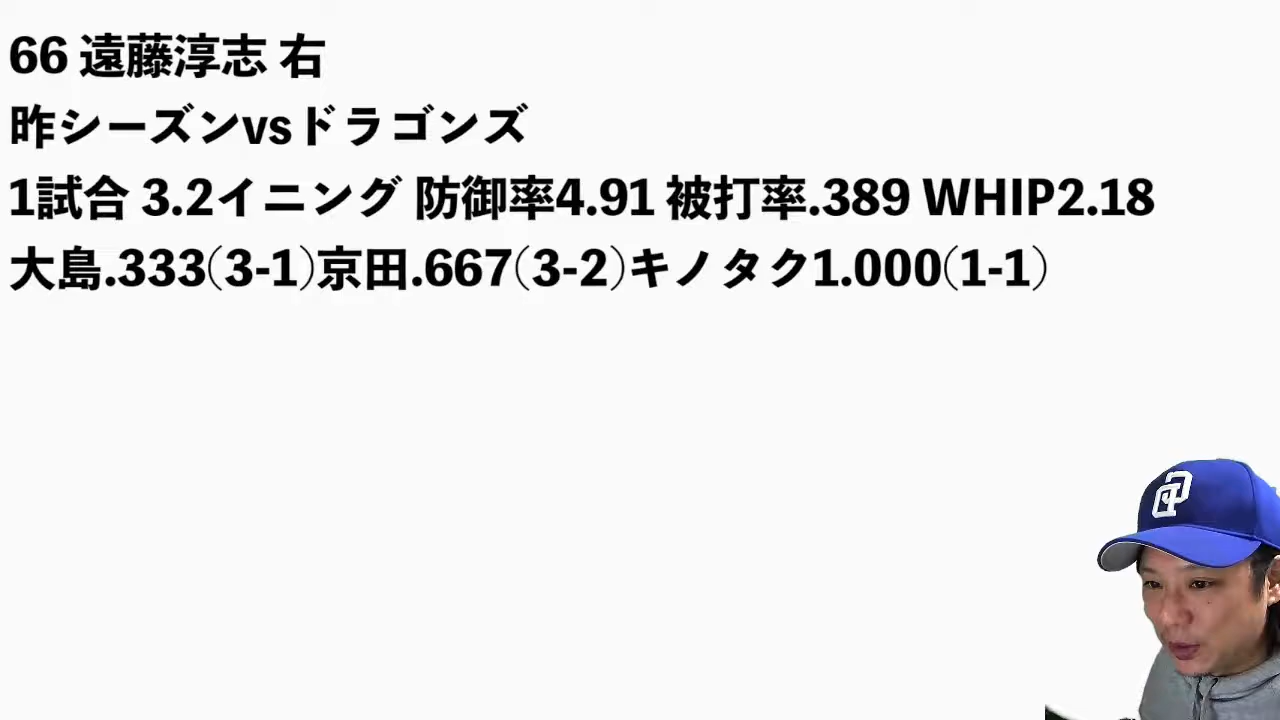 66 遠藤淳志 右
昨シーズンvsドラゴンズ
1試合 3.2イニング 防御率4.91 被打率.389 WHIP2.18
大島.333(3-1)京田.667(3-2)キノタク1.000(1-1)